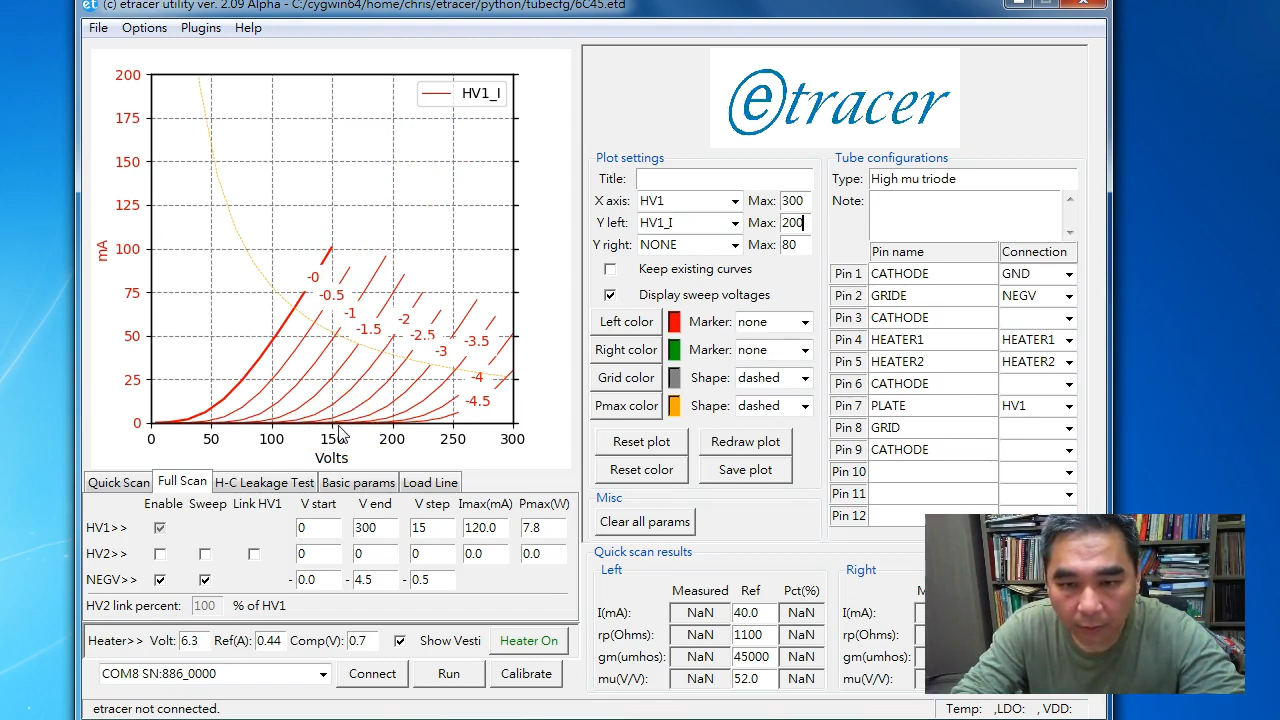 et (c) etracer utility ver. 2.09 Alpha - C:/cygwin64/home/chris/etracer/python/tubecfg/6C45.etd
File Options Plugins Help
200
175
150
125
100
75
50
25
0
mA
HV1_I
-0
-0.5
-1
-1.5
-2
-2.5
-3
-3.5
-4
-4.5
0 50 100 150 200 250 300
Volts
etracer
Plot settings
Title:
X axis: HV1 Max: 300
Y left: HV1_I Max: 200
Y right: NONE Max: 80
Keep existing curves
Display sweep voltages
Left color Marker: none
Right color Marker: none
Grid color Shape: dashed
Pmax color Shape: dashed
Reset plot Redraw plot
Reset color Save plot
Misc
Clear all params
Tube configurations
Type: High mu triode
Note:
Pin name Connection
Pin 1 CATHODE GND
Pin 2 GRIDE NEGV
Pin 3 CATHODE
Pin 4 HEATER1 HEATER1
Pin 5 HEATER2 HEATER2
Pin 6 CATHODE
Pin 7 PLATE HV1
Pin 8 GRID
Pin 9 CATHODE
Pin 10
Pin 11
Pin 12
Quick Scan Full Scan H-C Leakage Test Basic params Load Line
Enable Sweep Link HV1 V start V end V step Imax(mA) Pmax(W)
HV1>> 0 300 15 120.0 7.8
HV2>> 0 0 0 0.0 0.0
NEGV>> -0.0 -4.5 -0.5
HV2 link percent: 100 % of HV1
Heater>> Volt: 6.3 Ref(A): 0.44 Comp(V): 0.7 Show Vesti Heater On
COM8 SN:886_0000 Connect Run Calibrate
Quick scan results
Left
Measured Ref Pct(%)
I(mA): NaN 40.0 NaN
rp(Ohms): NaN 1100 NaN
gm(umhos): NaN 45000 NaN
mu(V/V): NaN 52.0 NaN
Right
I(mA):
rp(Ohms):
gm(umhos):
mu(V/V):
etracer not connected.
Temp: ,LDO: , VDD: